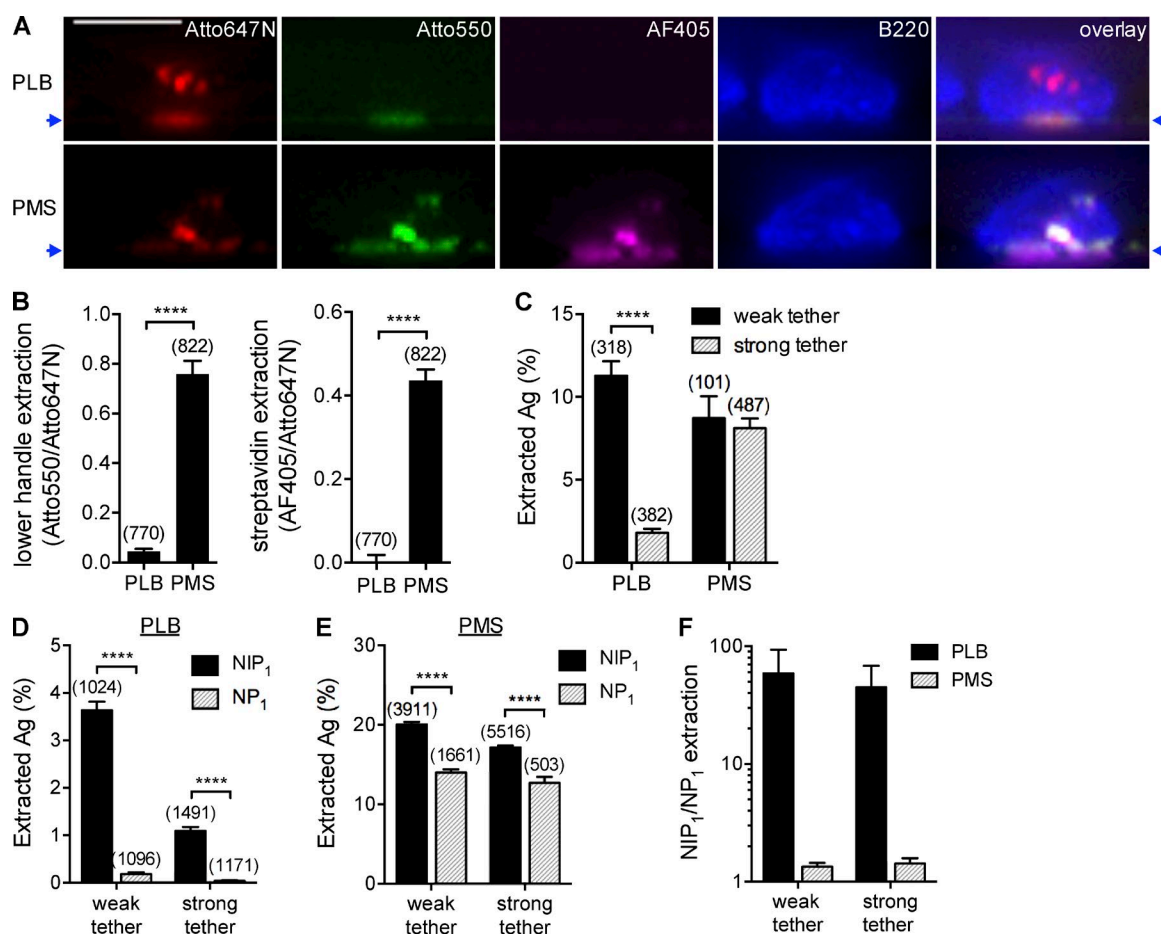 A
Atto647N Atto550 AF405 B220 overlay
PLB
PMS
B
lower handle extraction
(Atto550/Atto647N)
1.0
0.8
0.6
0.4
0.2
0.0
****
(822)
(770)
PLB PMS
streptavidin extraction
(AF405/Atto647N)
0.6
0.4
0.2
0.0
****
(822)
(770)
PLB PMS
C
Extracted Ag (%)
15
10
5
0
****
(318)
(382)
(101)
(487)
weak tether
strong tether
PLB PMS
D
PLB
Extracted Ag (%)
5
4
3
2
1
0
****
(1024)
(1096)
****
(1491)
(1171)
NIP1
NP1
weak tether
strong tether
E
PMS
Extracted Ag (%)
30
20
10
0
****
(3911)
(1661)
****
(5516)
(503)
NIP1
NP1
weak tether
strong tether
F
NIP1/NP1 extraction
100
10
1
PLB
PMS
weak tether
strong tether